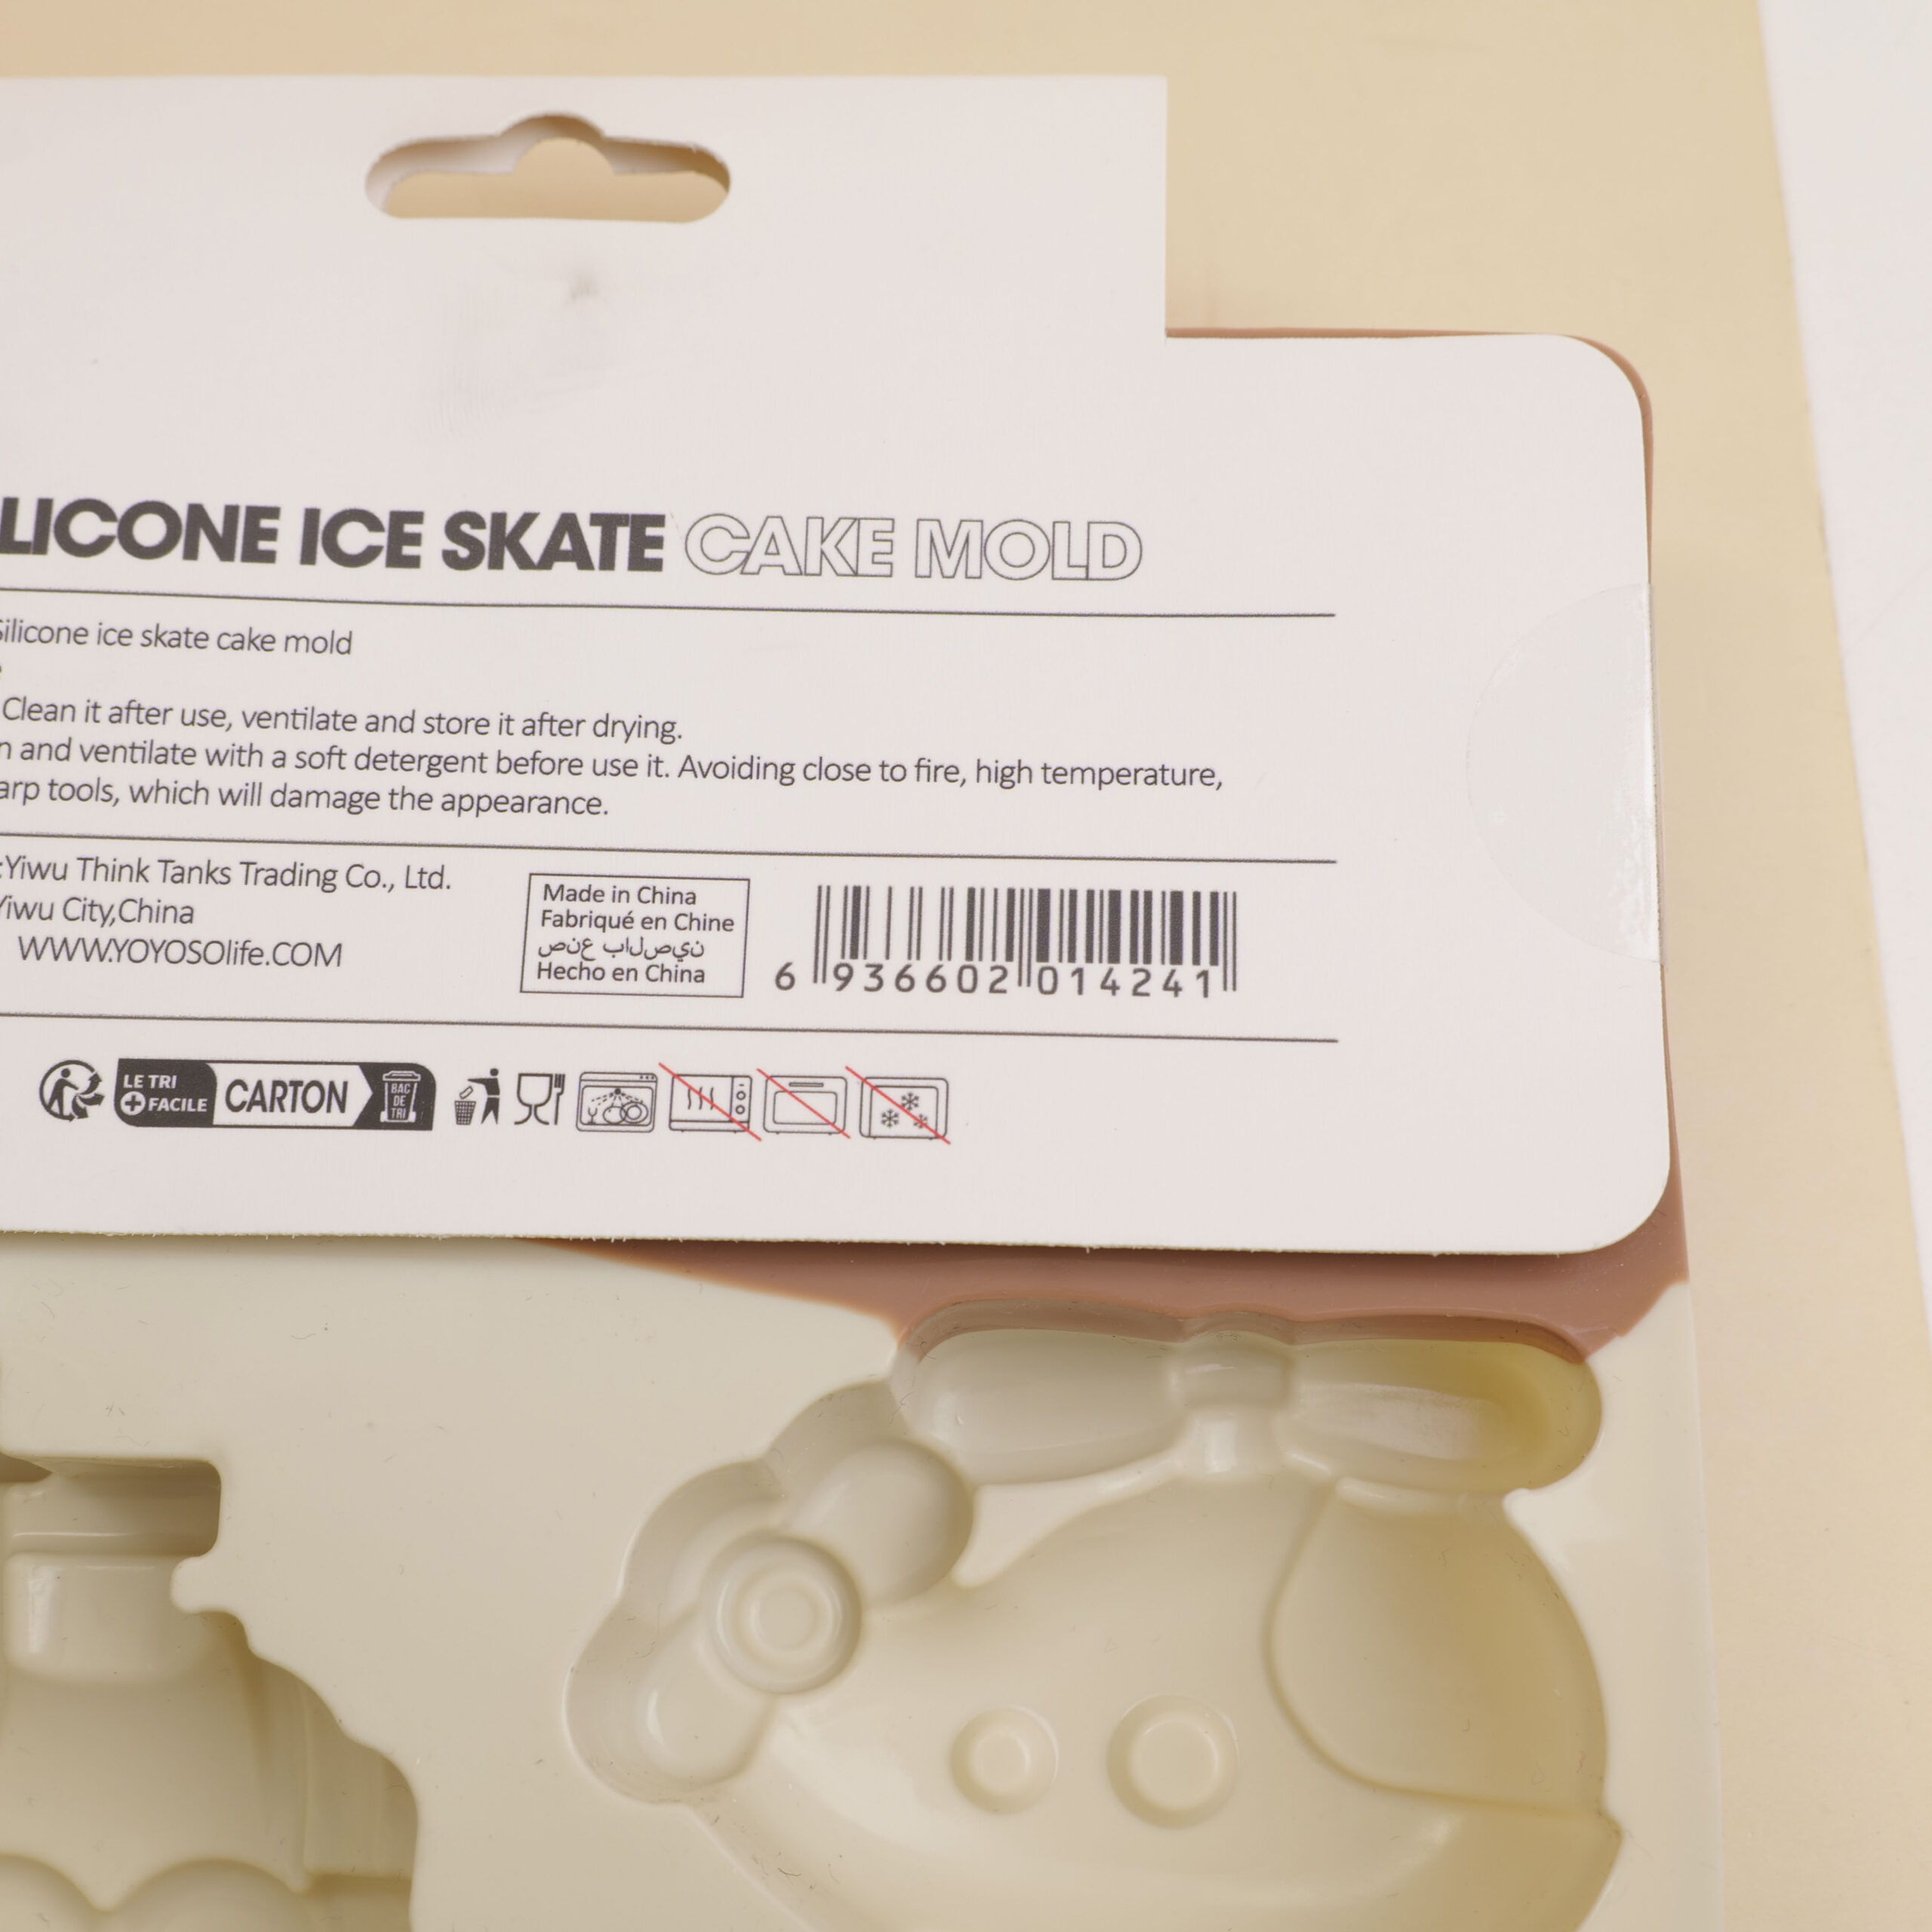 LICONE ICE SKATE CAKE MOLD
Silicone ice skate cake mold
Clean it after use, ventilate and store it after drying.
n and ventilate with a soft detergent before use it. Avoiding close to fire, high temperature,
arp tools, which will damage the appearance.
:Yiwu Think Tanks Trading Co., Ltd.
Yiwu City,China
WWW.YOYOSOlife.COM
Made in China
Fabriqué en Chine
ص ن ع ب ا ل ص ي ن
Hecho en China
6 936602 014241
LE TRI
+ FACILE
CARTON
BAC
DE
TRI